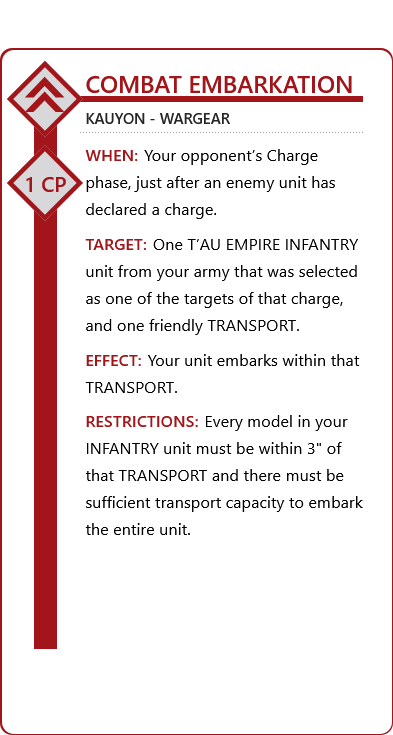 COMBAT EMBARKATION
KAUYON - WARGEAR
1 CP
WHEN: Your opponent’s Charge
phase, just after an enemy unit has
declared a charge.
TARGET: One T’AU EMPIRE INFANTRY
unit from your army that was selected
as one of the targets of that charge,
and one friendly TRANSPORT.
EFFECT: Your unit embarks within that
TRANSPORT.
RESTRICTIONS: Every model in your
INFANTRY unit must be within 3" of
that TRANSPORT and there must be
sufficient transport capacity to embark
the entire unit.